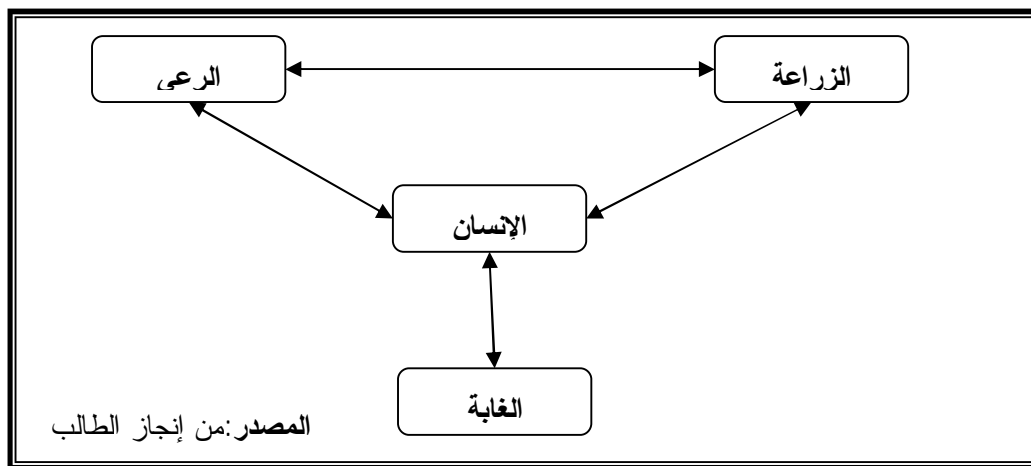 الزراعة
الرعي
الإنسان
الغابة
المصدر:من إنجاز الطالب